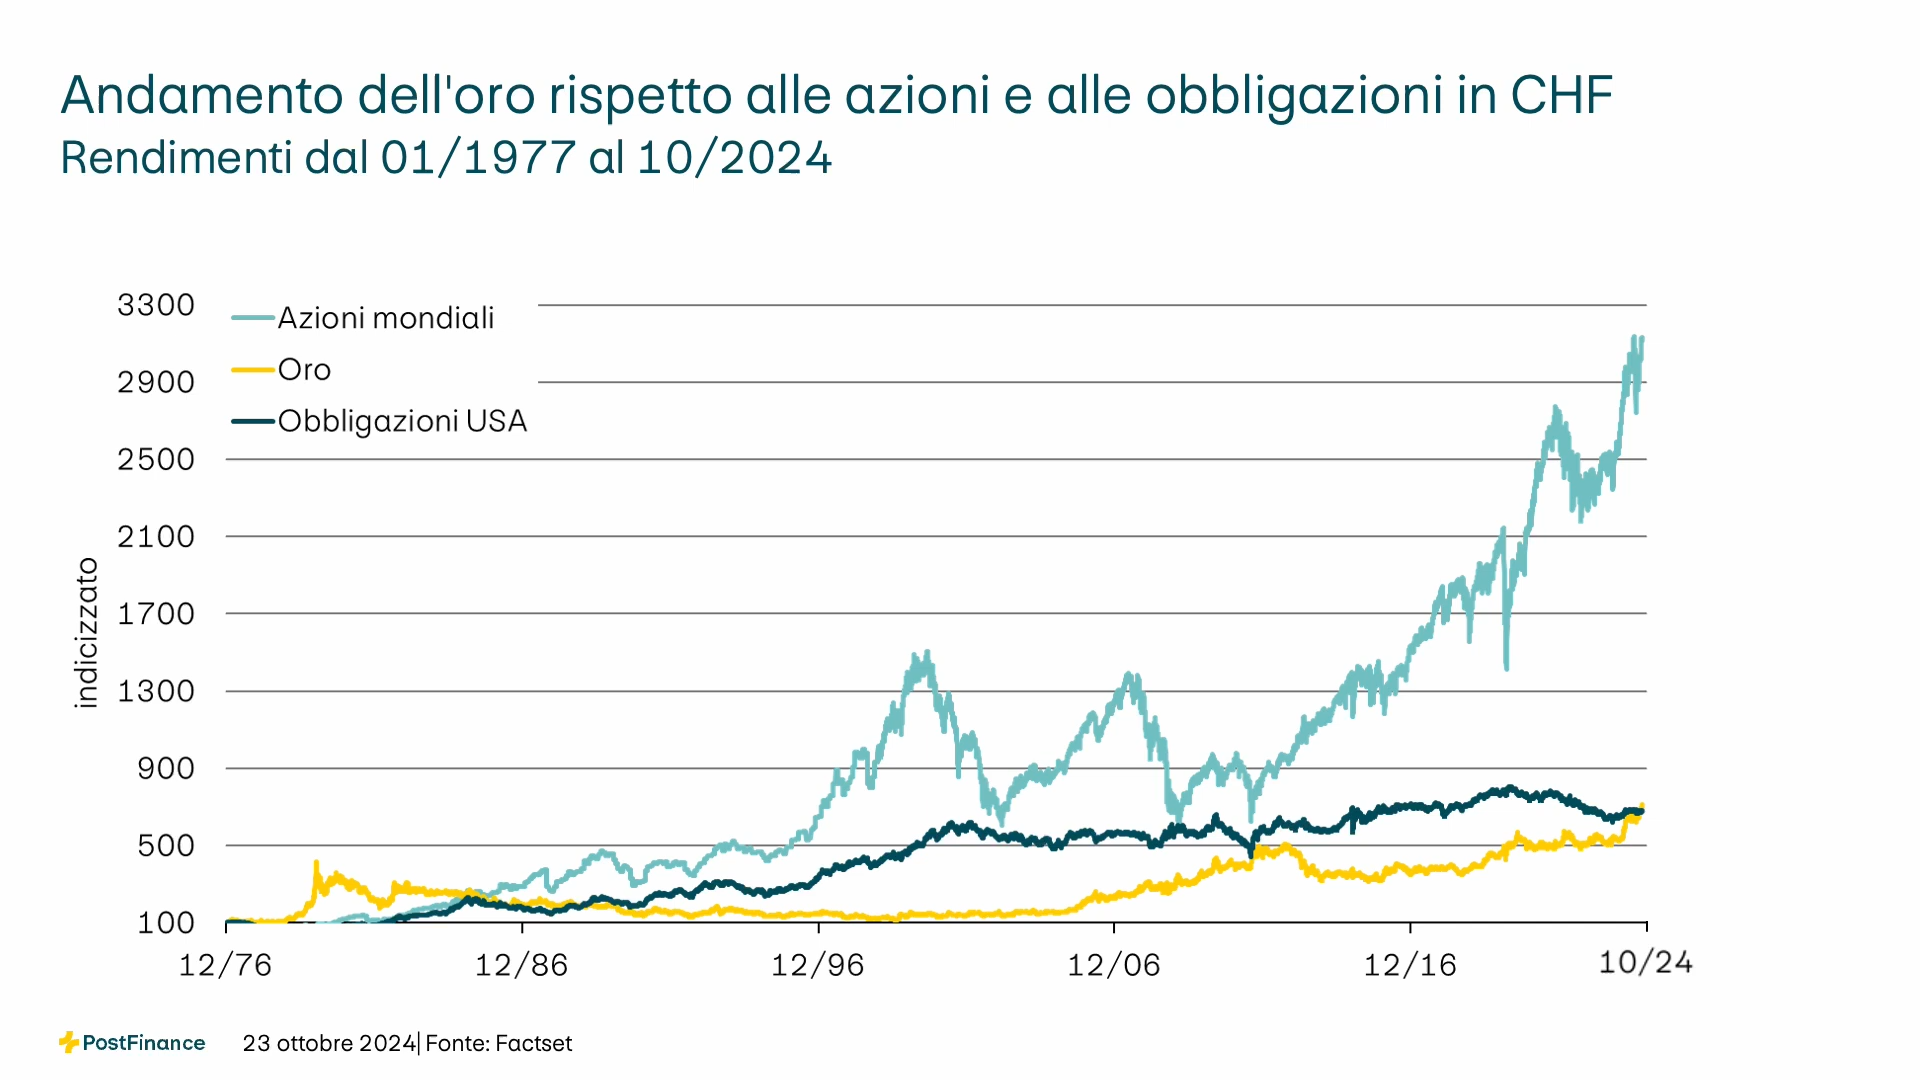 Andamento dell'oro rispetto alle azioni e alle obbligazioni in CHF
Rendimenti dal 01/1977 al 10/2024
3300
2900
2500
2100
1700
1300
900
500
100
indicizzato
Azioni mondiali
Oro
Obbligazioni USA
12/76
12/86
12/96
12/06
12/16
10/24
PostFinance
23 ottobre 2024| Fonte: Factset